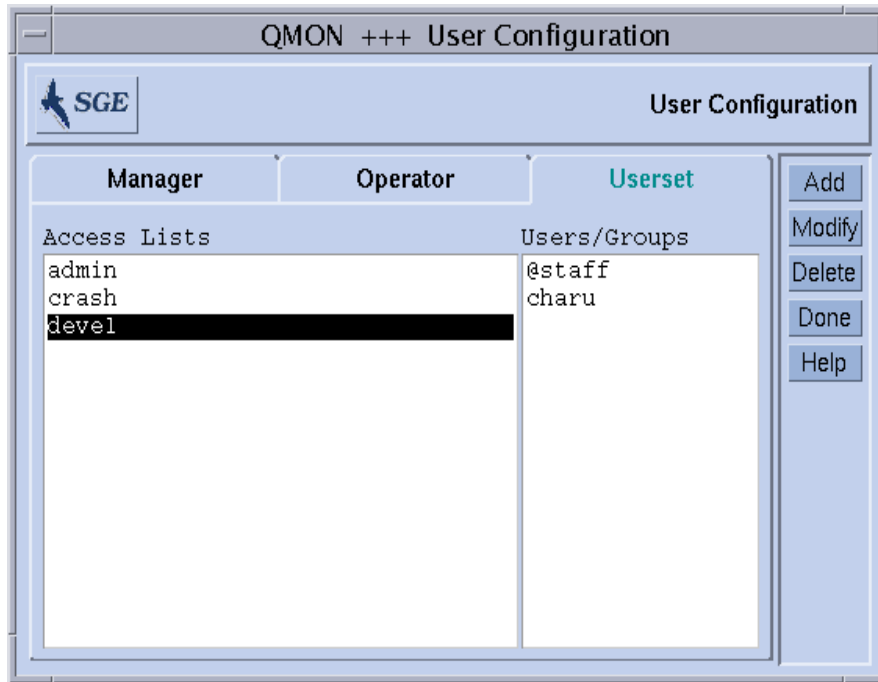 QMON +++ User Configuration
SGE
User Configuration
Manager Operator Userset
Access Lists
admin
crash
devel
Users/Groups
@staff
charu
Add
Modify
Delete
Done
Help